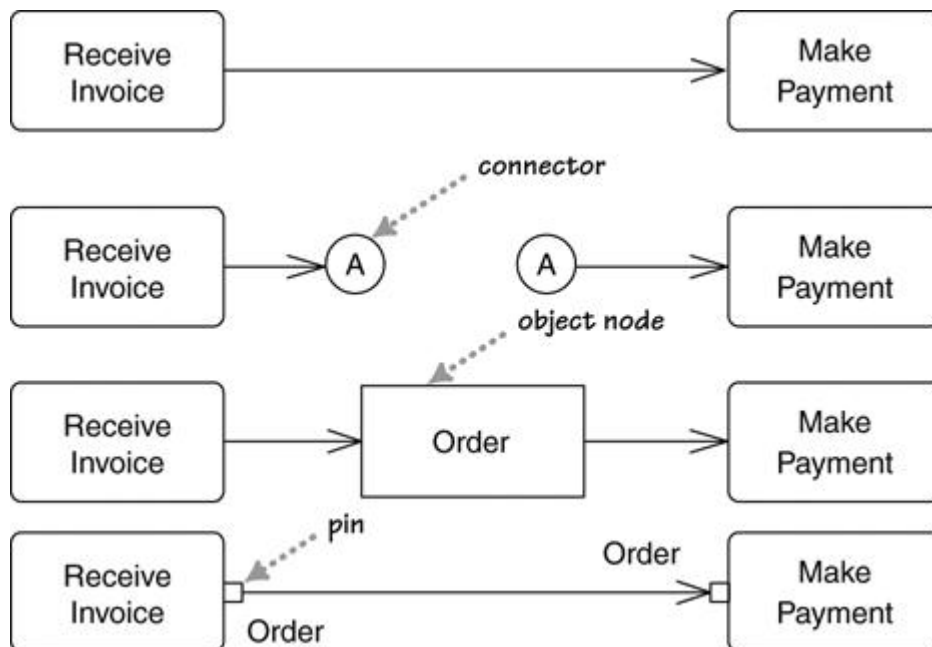 Receive
Invoice
Make
Payment
connector
Receive
Invoice
A
A
Make
Payment
object node
Receive
Invoice
Order
Make
Payment
pin
Receive
Invoice
Order
Order
Make
Payment